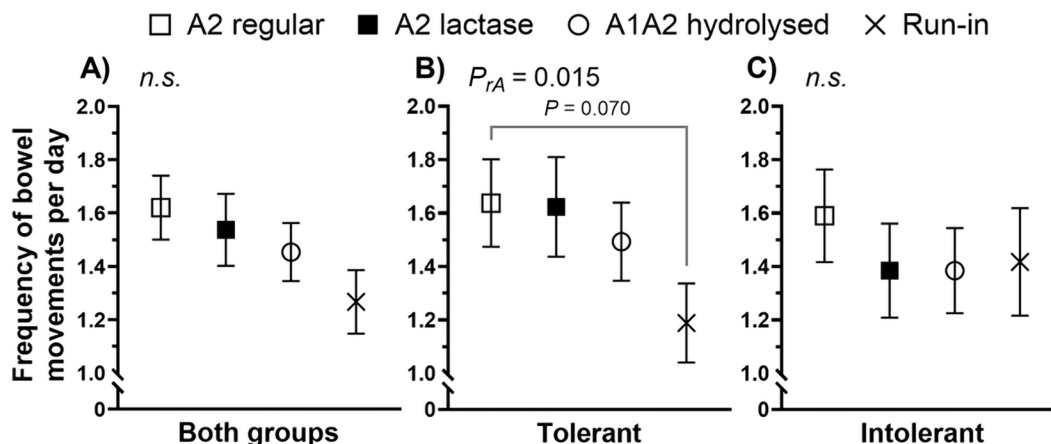 A2 regular A2 lactase A1A2 hydrolysed Run-in
A) n.s.
B) PrA = 0.015
P = 0.070
C) n.s.
Frequency of bowel
movements per day
2.0
1.8
1.6
1.4
1.2
1.0
0
2.0
1.8
1.6
1.4
1.2
1.0
0
2.0
1.8
1.6
1.4
1.2
1.0
0
Both groups
Tolerant
Intolerant